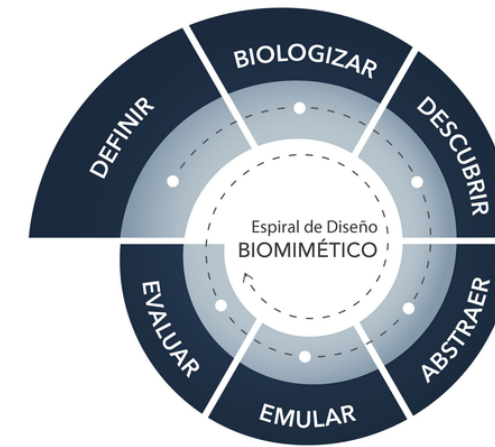 DEFINIR
BIOLOGIZAR
DESCUBRIR
ABSTRAER
EMULAR
EVALUAR
Espiral de Diseño
BIOMIMÉTICO